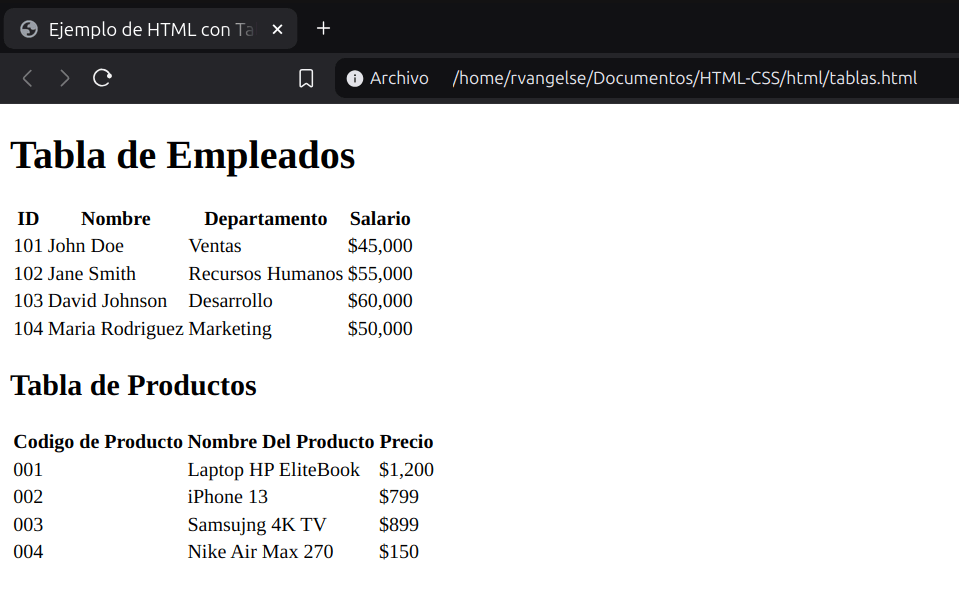 Ejemplo de HTML con Ta
Archivo /home/rvangelse/Documentos/HTML-CSS/html/tablas.html
Tabla de Empleados
ID Nombre Departamento Salario
101 John Doe Ventas $45,000
102 Jane Smith Recursos Humanos $55,000
103 David Johnson Desarrollo $60,000
104 Maria Rodriguez Marketing $50,000
Tabla de Productos
Codigo de Producto Nombre Del Producto Precio
001 Laptop HP EliteBook $1,200
002 iPhone 13 $799
003 Samsujng 4K TV $899
004 Nike Air Max 270 $150